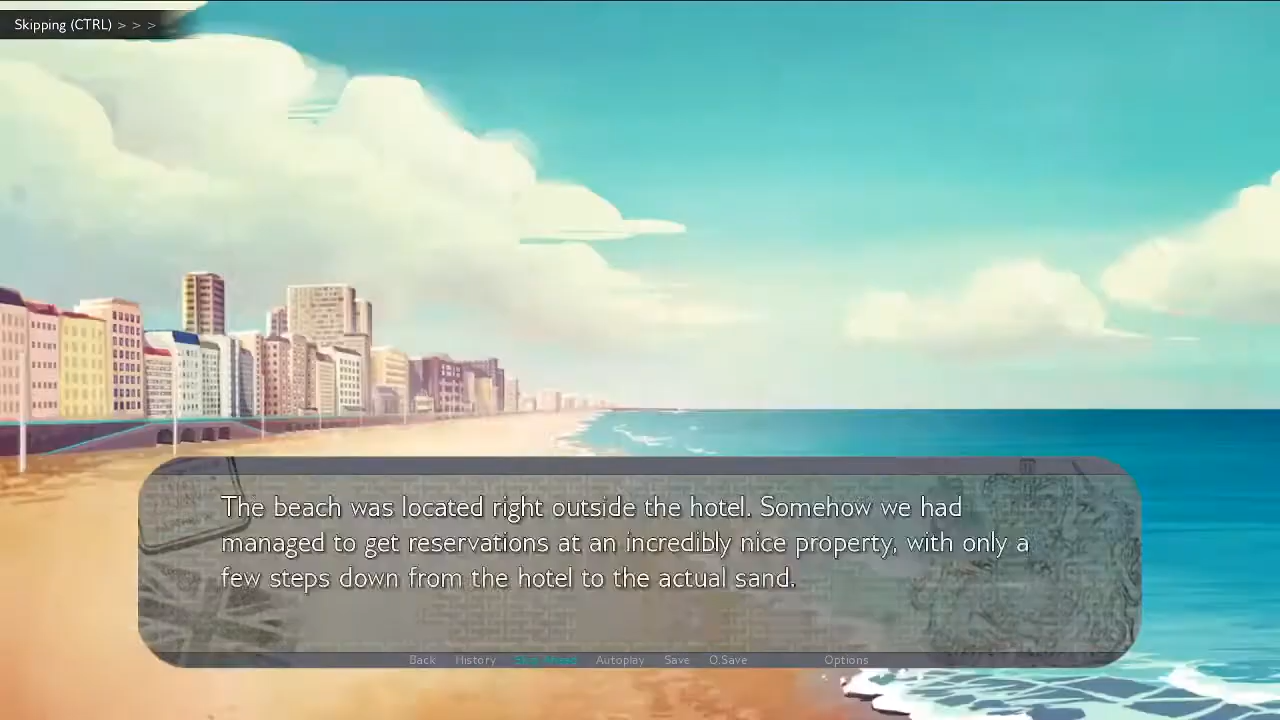 Skipping (CTRL) > > >
The beach was located right outside the hotel. Somehow we had
managed to get reservations at an incredibly nice property, with only a
few steps down from the hotel to the actual sand.
Back History Skip Ahead Autoplay Save Q.Save Options